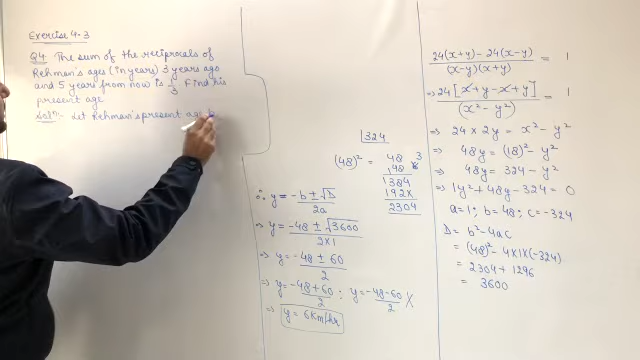 Exercise 4.3
Q4. The sum of the reciprocals of
Rehman's ages (in years) 3 years ago
and 5 years from now is 1/3. Find his
present age.
Solⁿ:- Let Rehman's present age b
|324
(48)² = 48
48
384
192×
2304
∴ y = (-b ± √D)/2a
⇒ y = (-48 ± √3600)/(2×1)
⇒ y = (-48 ± 60)/2
⇒ y = (-48+60)/2 ; y = (-48-60)/2 X
⇒ y = 6 Km/hr
(24(x+y) - 24(x-y))/((x-y)(x+y)) = 1
⇒ 24[x+y-x+y]/(x²-y²) = 1
⇒ 24 × 2y = x² - y²
⇒ 48y = (18)² - y²
⇒ 48y = 324 - y²
⇒ 1y² + 48y - 324 = 0
a = 1; b = 48; c = -324
D = b² - 4ac
= (48)² - 4×1×(-324)
= 2304 + 1296
= 3600